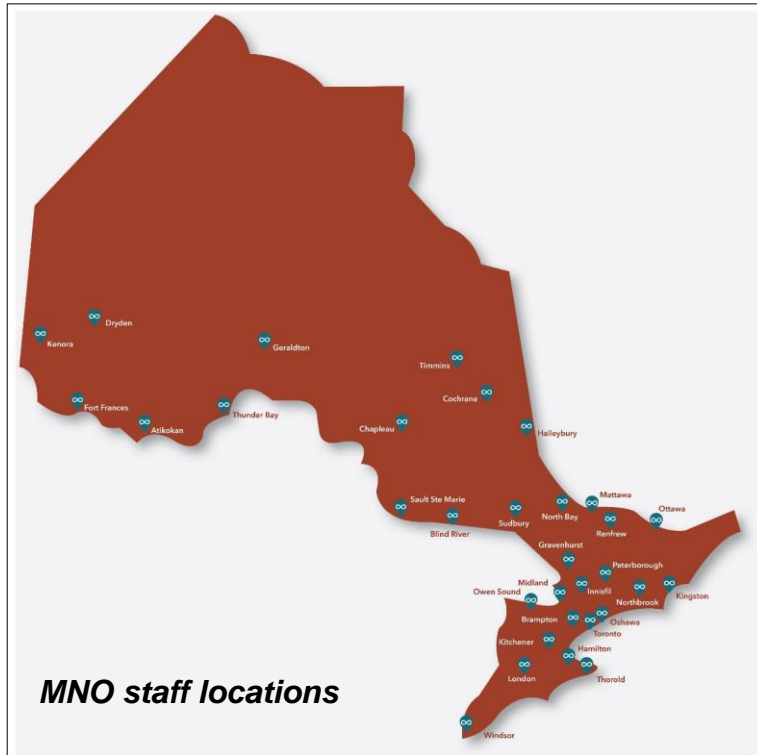 Dryden
Kenora
Geraldton
Timmins
Cochrane
Fort Frances
Thunder Bay
Atikokan
Chapleau
Haileybury
Sault Ste Marie
Blind River
Sudbury
North Bay
Mattawa
Ottawa
Renfrew
Gravenhurst
Peterborough
Midland
Innisfil
Owen Sound
Northbrook
Kingston
Brampton
Oshawa
Toronto
Kitchener
Hamilton
London
Thorold
MNO staff locations
Windsor